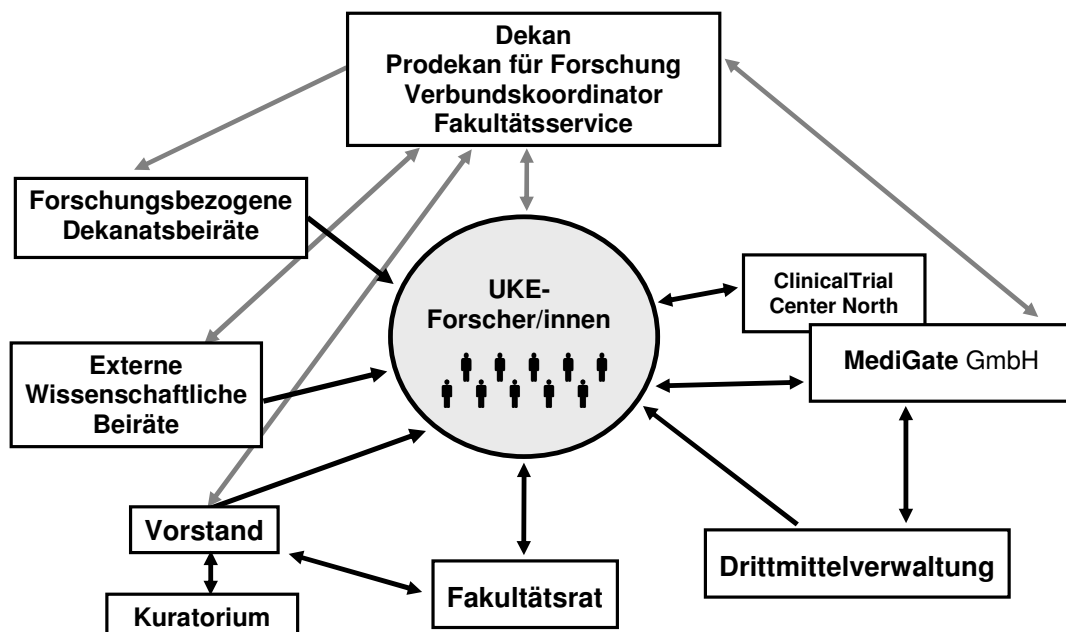 Dekan
Prodekan für Forschung
Verbundskoordinator
Fakultätsservice
Forschungsbezogene
Dekanatsbeiräte
UKE-
Forscher/innen
ClinicalTrial
Center North
MediGate GmbH
Externe
Wissenschaftliche
Beiräte
Vorstand
Kuratorium
Fakultätsrat
Drittmittelverwaltung